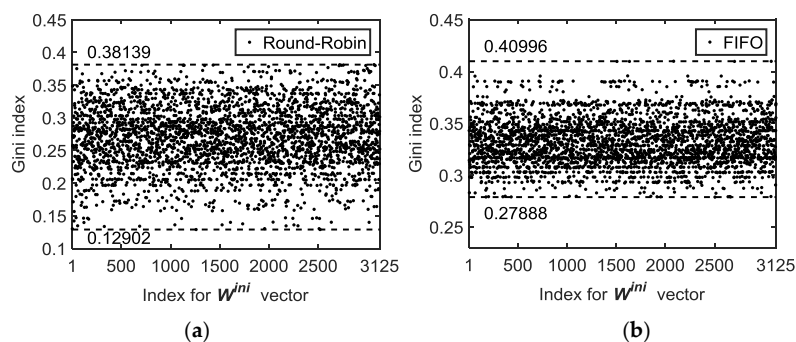 0.45
0.4
0.35
0.3
0.25
0.2
0.15
0.1
Gini index
0.38139
Round-Robin
0.12902
1 500 1000 1500 2000 2500 3125
Index for W^ini vector
(a)
0.45
0.4
0.35
0.3
0.25
Gini index
0.40996
FIFO
0.27888
1 500 1000 1500 2000 2500 3125
Index for W^ini vector
(b)